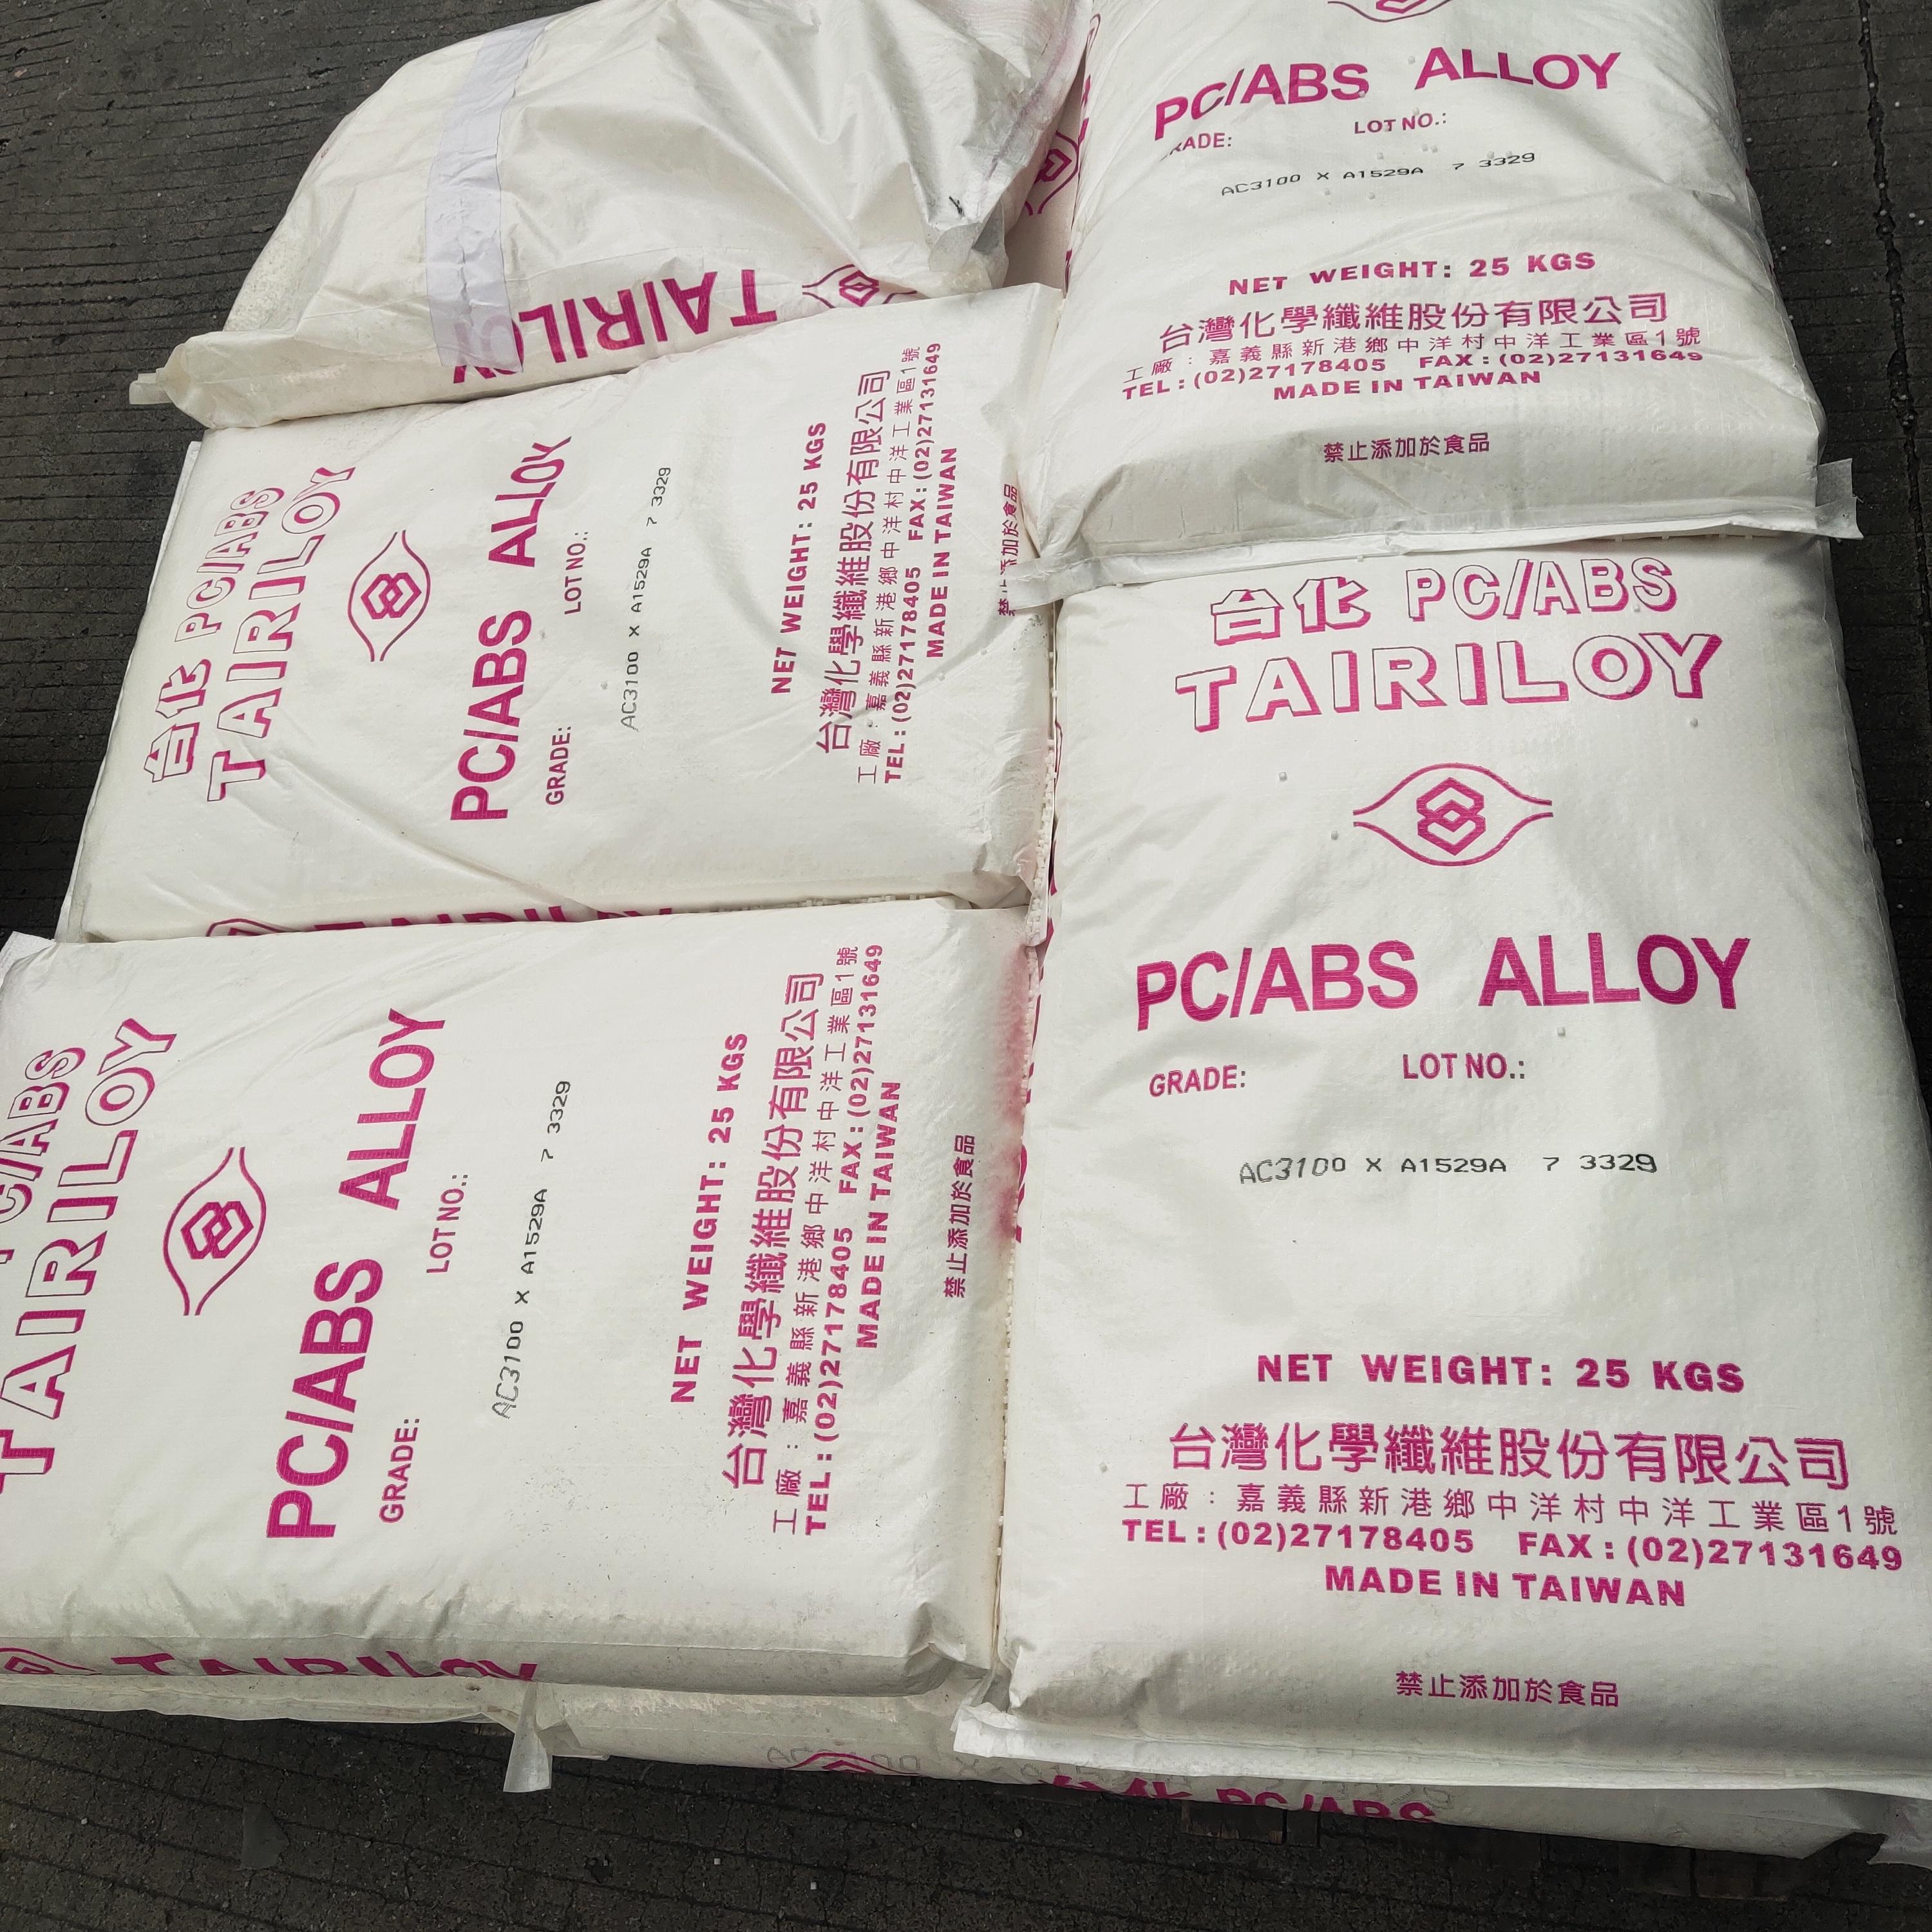 PC/ABS ALLOY
LOT NO.:
AC3100 X A1529A 7 3329
NET WEIGHT: 25 KGS
台灣化學纖維股份有限公司
工廠：嘉義縣新港鄉中洋村中洋工業區1號
TEL:(02)27178405 FAX:(02)27131649
MADE IN TAIWAN
禁止添加於食品
TAIRILOY
台化 PC/ABS
TAIRILOY
PC/ABS ALLOY
GRADE: LOT NO.:
AC3100 X A1529A 7 3329
NET WEIGHT: 25 KGS
台灣化學纖維股份有限公司
工廠：嘉義縣新港鄉中洋村中洋工業區1號
TEL:(02)27178405 FAX:(02)27131649
MADE IN TAIWAN
禁止添加於食品
台化 PC/ABS
TAIRILOY
PC/ABS ALLOY
GRADE: LOT NO.:
AC3100 X A1529A 7 3329
NET WEIGHT: 25 KGS
台灣化學纖維股份有限公司
工廠：嘉義縣新港鄉中洋村中洋工業區1號
TEL:(02)27178405 FAX:(02)27131649
MADE IN TAIWAN
禁止添加於食品
TAIRILOY
PC/ABS
TAIRILOY
PC/ABS ALLOY
GRADE: LOT NO.:
AC3100 X A1529A 7 3329
NET WEIGHT: 25 KGS
台灣化學纖維股份有限公司
工廠：嘉義縣新港鄉中洋村中洋工業區1號
TEL:(02)27178405 FAX:(02)27131649
MADE IN TAIWAN
禁止添加於食品
TAIRILOY
台化 PC/ABS